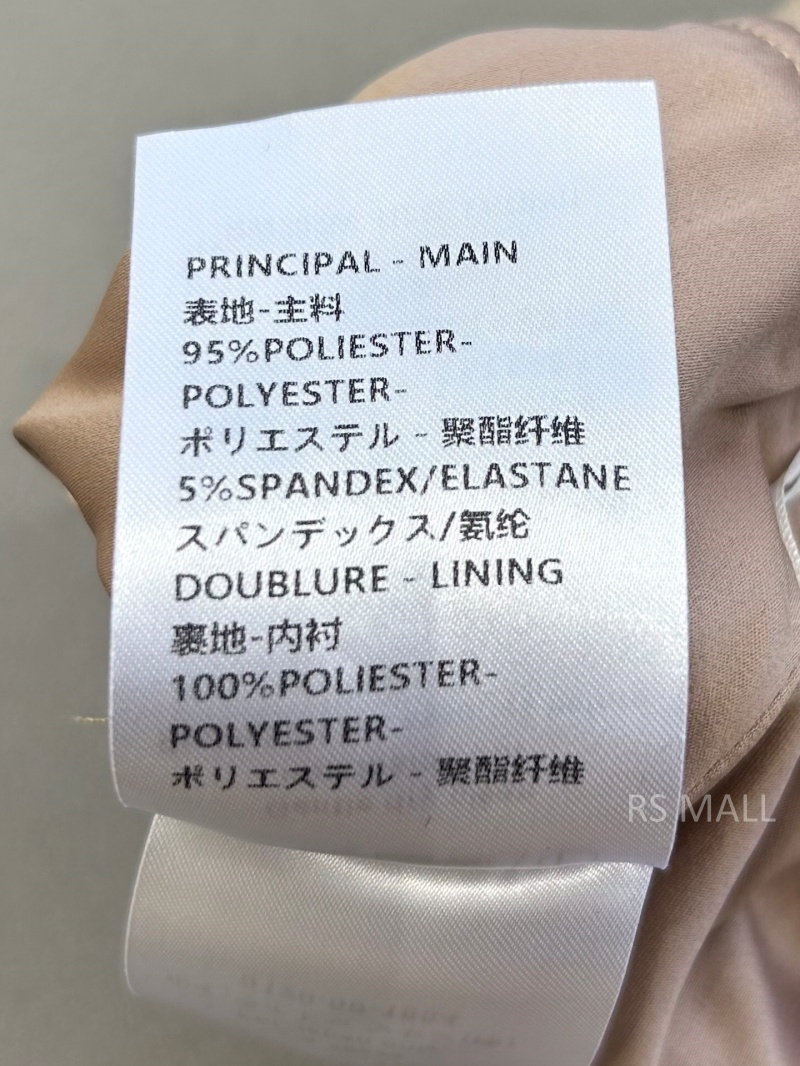 PRINCIPAL - MAIN
表地-主料
95%POLIESTER-
POLYESTER-
ポリエステル - 聚酯纤维
5%SPANDEX/ELASTANE
スパンデックス/氨纶
DOUBLURE - LINING
裏地-内衬
100%POLIESTER-
POLYESTER-
ポリエステル - 聚酯纤维
RS MALL